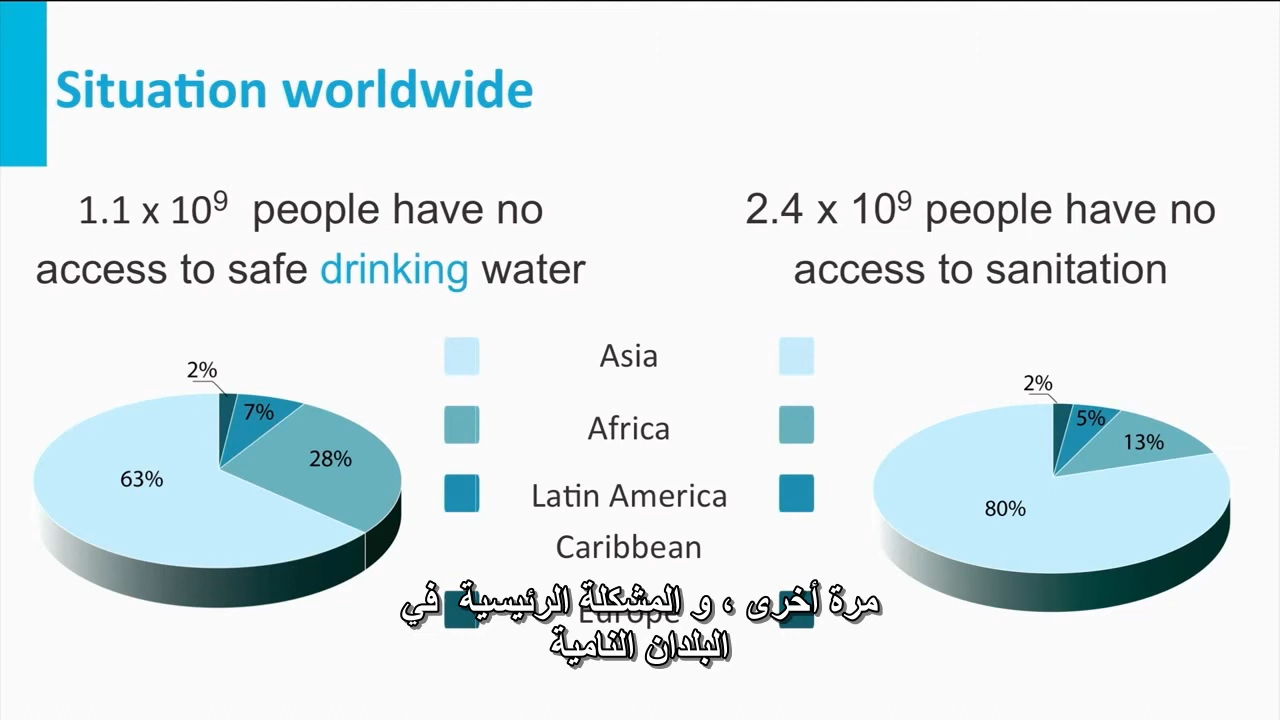 Situation worldwide
1.1 x 10⁹ people have no
access to safe drinking water
2.4 x 10⁹ people have no
access to sanitation
2%
7%
28%
63%
Asia
Africa
Latin America
Caribbean
Europe
2%
5%
13%
80%
مرة أخرى ، و المشكلة الرئيسية في
البلدان النامية